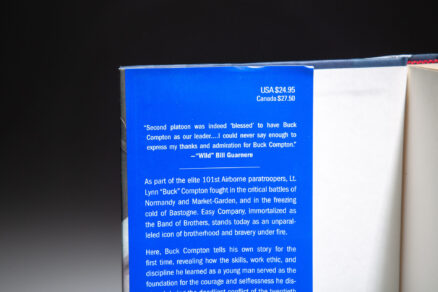 USA $24.95
Canada $27.50
"Second platoon was indeed 'blessed' to have
Buck Compton as our leader....I could never say enough to
express my thanks and admiration for Buck Compton."
—"Wild" Bill Guarnere
As part of the elite 101st Airborne paratroopers, Lt.
Lynn "Buck" Compton fought in the critical battles of
Normandy and Market-Garden, and in the freezing
cold of Bastogne. Easy Company, immortalized as
the Band of Brothers, stands today as an unparal-
leled icon of brotherhood and bravery under fire.
Here, Buck Compton tells his own story for the
first time, revealing how the skills, work ethic, and
discipline he learned as a young man served as the
foundation for the courage and selflessness he dis-
the deadliest conflict of the twentieth